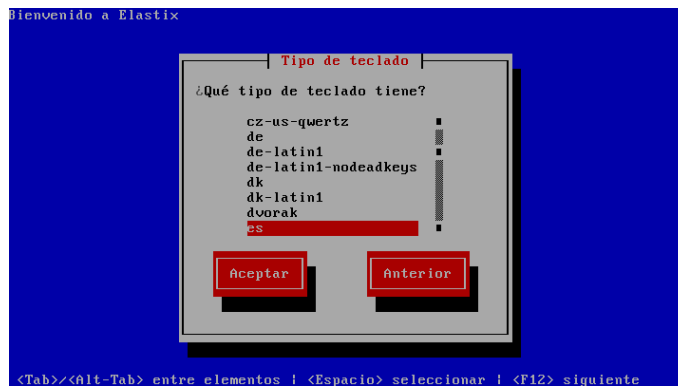 Bienvenido a Elastix
Tipo de teclado
¿Qué tipo de teclado tiene?
cz-us-qwertz
de
de-latin1
de-latin1-nodeadkeys
dk
dk-latin1
dvorak
es
Aceptar
Anterior
<Tab>/<Alt-Tab> entre elementos | <Espacio> seleccionar | <F12> siguiente